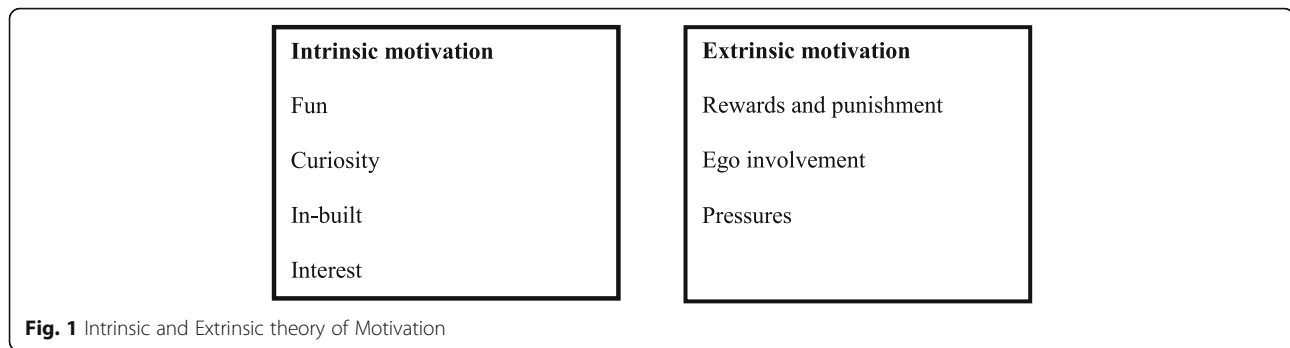 Intrinsic motivation
Fun
Curiosity
In-built
Interest
Extrinsic motivation
Rewards and punishment
Ego involvement
Pressures
Fig. 1 Intrinsic and Extrinsic theory of Motivation